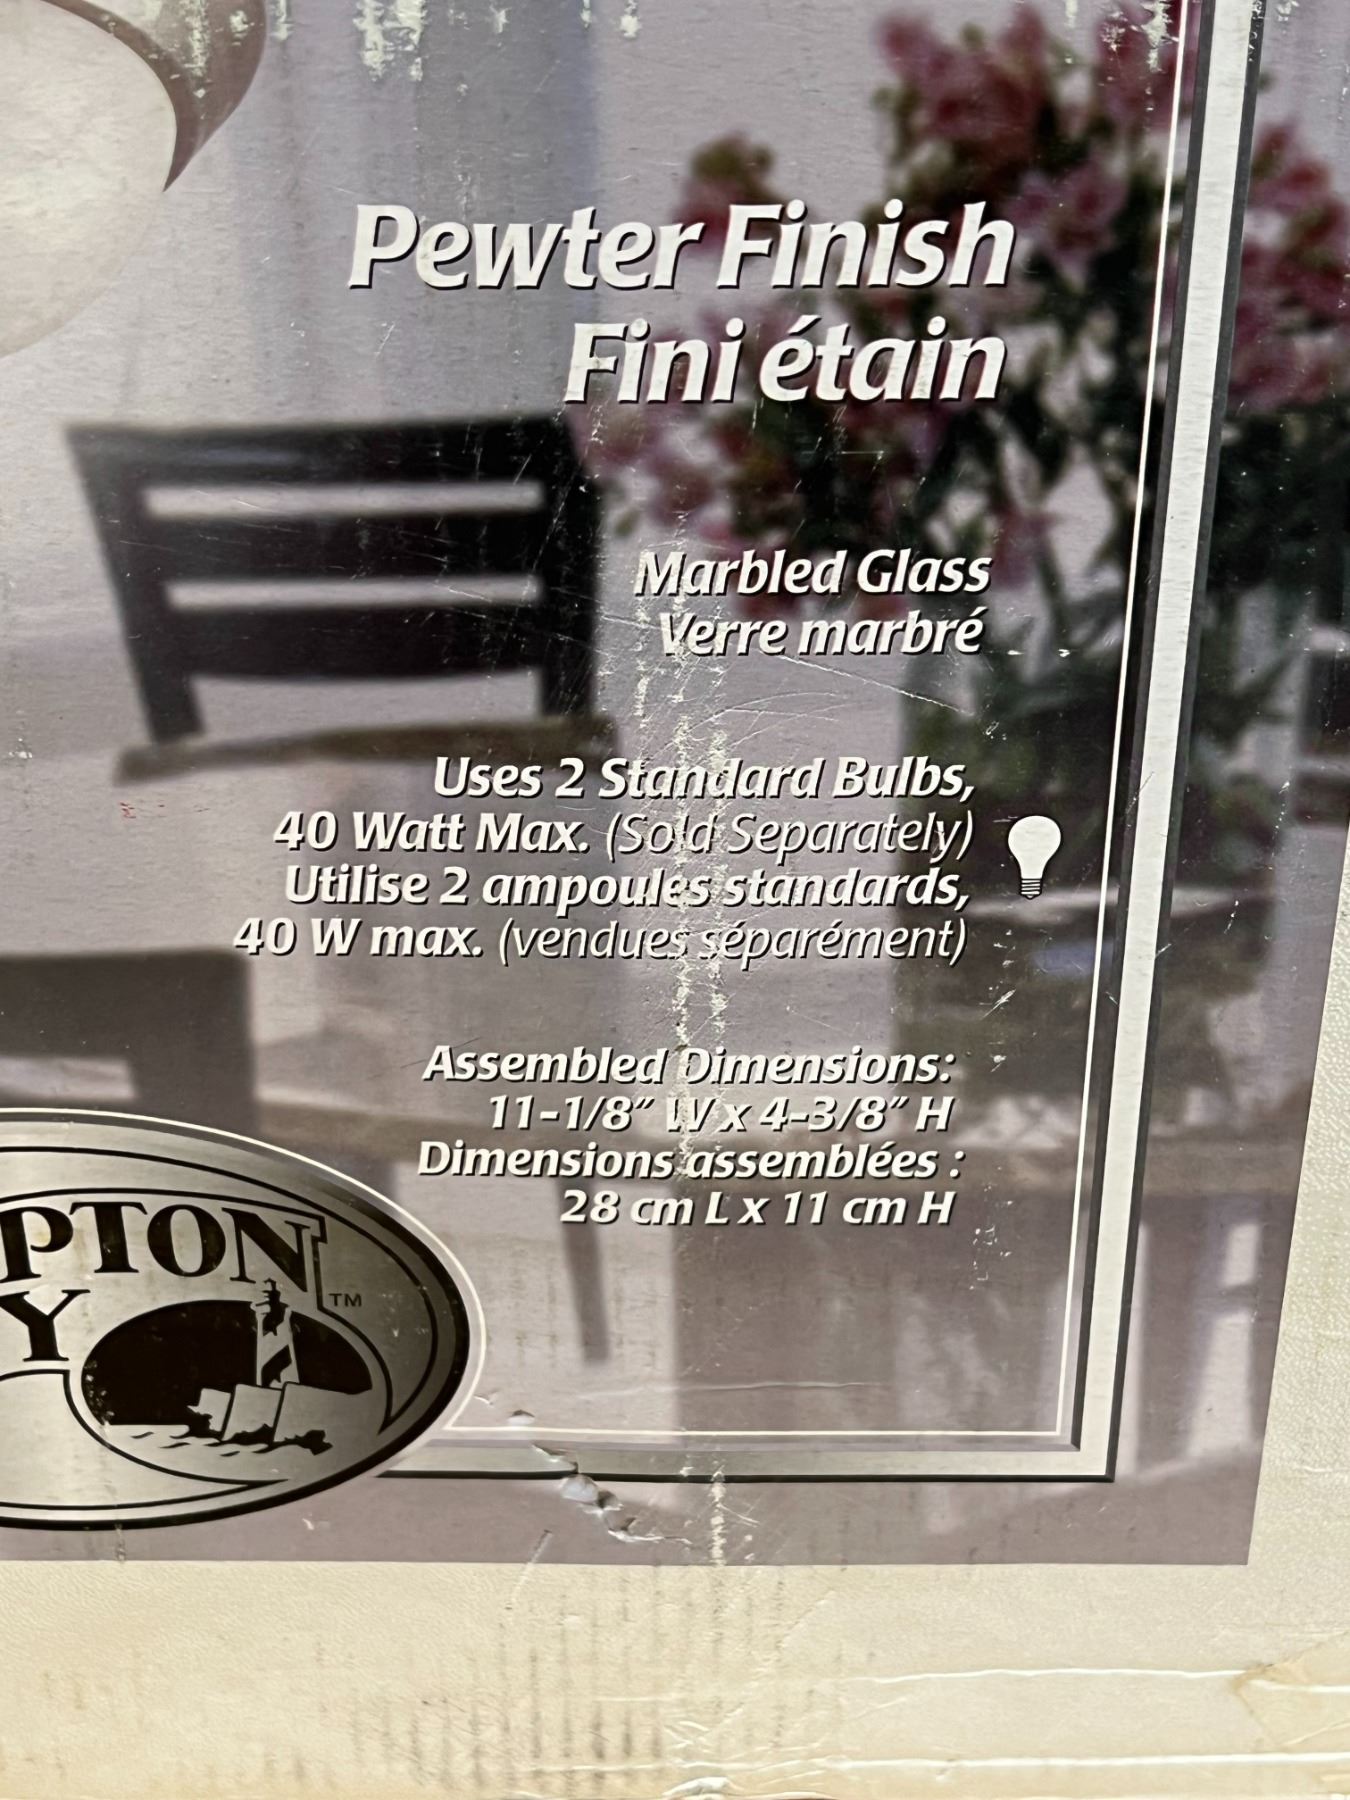 Pewter Finish
Fini étain
Marbled Glass
Verre marbré
Uses 2 Standard Bulbs,
40 Watt Max. (Sold Separately)
Utilise 2 ampoules standards,
40 W max. (vendues séparément)
Assembled Dimensions:
11-1/8" W x 4-3/8" H
Dimensions assemblées :
28 cm L x 11 cm H
PTON
Y TM